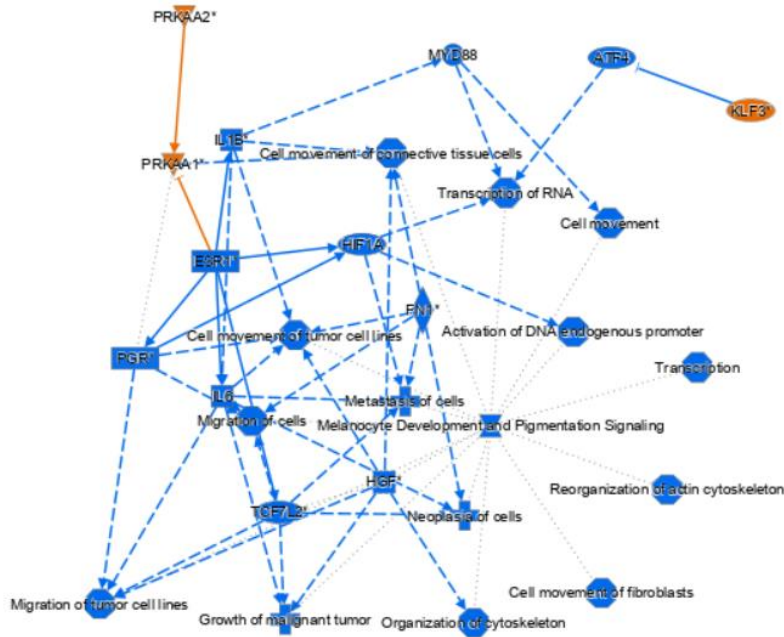 PRKAA2*
MYD88
ATF4
KLF3*
IL1B*
Cell movement of connective tissue cells
PRKAA1*
Transcription of RNA
Cell movement
ESR1*
HIF1A
FN1*
Cell movement of tumor cell lines
Activation of DNA endogenous promoter
PGR*
Transcription
IL6
Metastasis of cells
Migration of cells
Melanocyte Development and Pigmentation Signaling
HGF*
Reorganization of actin cytoskeleton
TCF7L2*
Neoplasia of cells
Cell movement of fibroblasts
Migration of tumor cell lines
Growth of malignant tumor
Organization of cytoskeleton